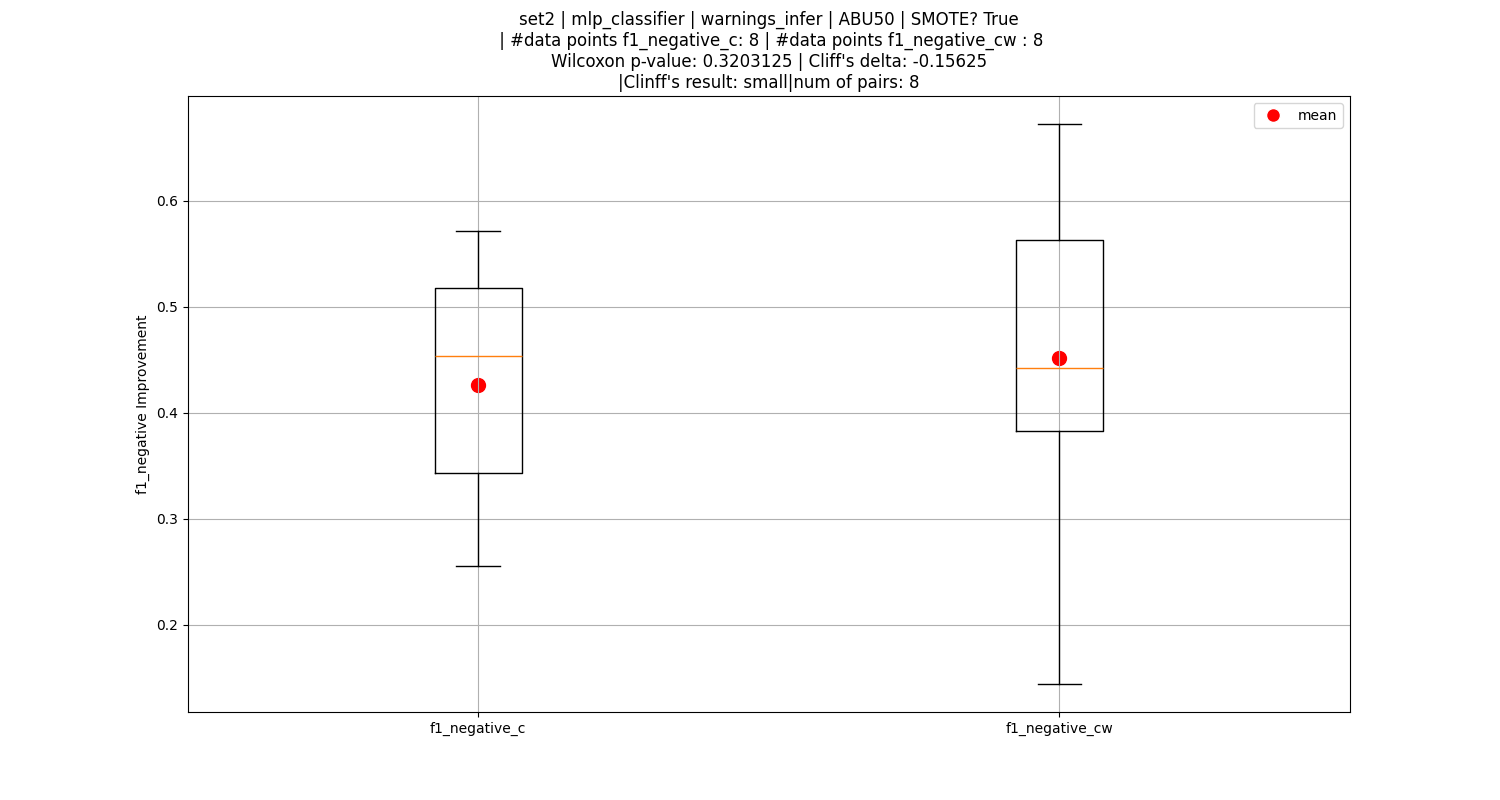 set2 | mlp_classifier | warnings_infer | ABU50 | SMOTE? True
| #data points f1_negative_c: 8 | #data points f1_negative_cw : 8
Wilcoxon p-value: 0.3203125 | Cliff's delta: -0.15625
|Clinff's result: small|num of pairs: 8
mean
0.6
0.5
0.4
0.3
0.2
f1_negative Improvement
f1_negative_c
f1_negative_cw